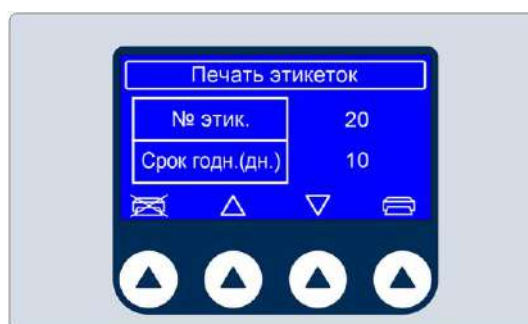 Печать этикеток
№ этик. 20
Срок годн.(дн.) 10